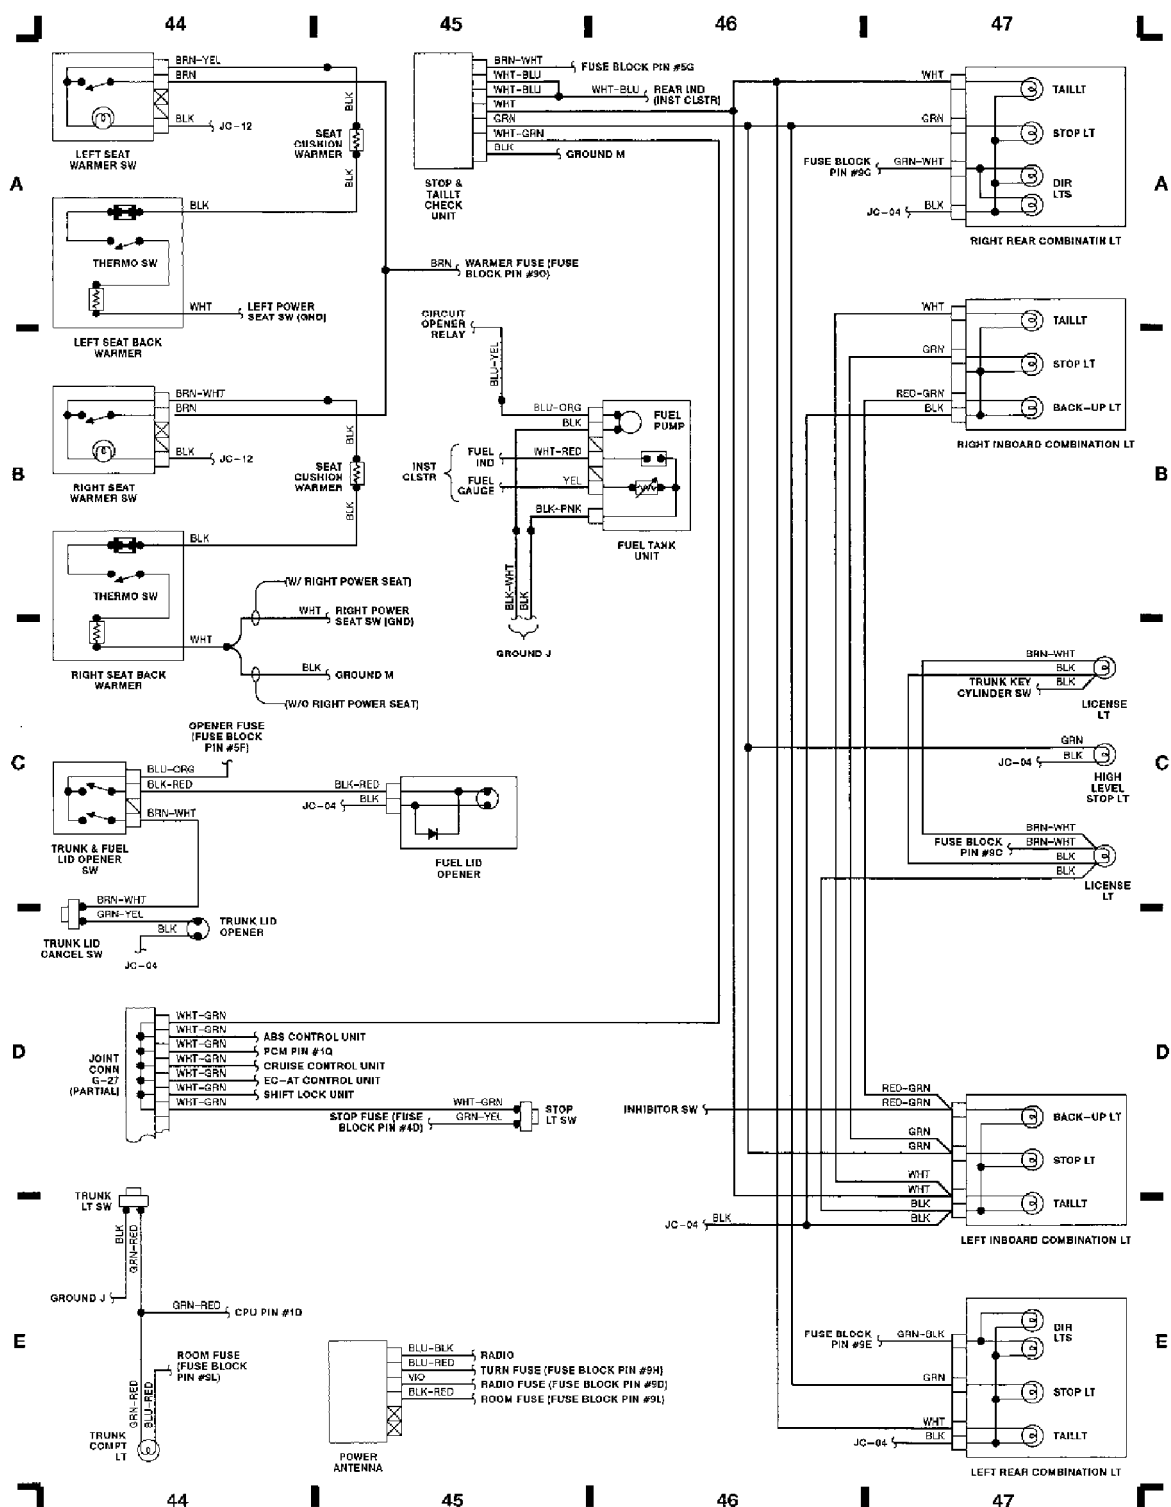 44 45 46 47
BRN-YEL
BRN
BLK
JC-12
LEFT SEAT
WARMER SW
BLK
SEAT
CUSHION
WARMER
BLK
BLK
THERMO SW
WHT
LEFT POWER
SEAT SW (GND)
LEFT SEAT BACK
WARMER
BRN-WHT
WHT-BLU
WHT-BLU
WHT
GRN
WHT-GRN
BLK
FUSE BLOCK PIN #5G
WHT-BLU
REAR IND
(INST CLSTR)
GROUND M
STOP &
TAILLT
CHECK
UNIT
BRN
WARMER FUSE (FUSE
BLOCK PIN #9O)
WHT
GRN
FUSE BLOCK
PIN #9C
GRN-WHT
JC-04
BLK
TAILLT
STOP LT
DIR
LTS
RIGHT REAR COMBINATIN LT
A
A
CIRCUIT
OPENER
RELAY
BLU-YEL
BLU-ORG
BLK
FUEL
PUMP
INST
CLSTR
FUEL
IND
WHT-RED
FUEL
GAUGE
YEL
BLK-PNK
FUEL TANK
UNIT
BLK-WHT
BLK
GROUND J
WHT
GRN
RED-GRN
BLK
TAILLT
STOP LT
BACK-UP LT
RIGHT INBOARD COMBINATION LT
BRN-WHT
BRN
BLK
JC-12
RIGHT SEAT
WARMER SW
BLK
SEAT
CUSHION
WARMER
BLK
B
B
BLK
THERMO SW
WHT
RIGHT SEAT BACK
WARMER
(W/ RIGHT POWER SEAT)
WHT
RIGHT POWER
SEAT SW (GND)
BLK
GROUND M
(W/O RIGHT POWER SEAT)
BRN-WHT
BLK
TRUNK KEY
CYLINDER SW
BLK
LICENSE
LT
GRN
JC-04
BLK
HIGH
LEVEL
STOP LT
BRN-WHT
FUSE BLOCK
PIN #9C
BRN-WHT
BLK
BLK
LICENSE
LT
C
C
OPENER FUSE
(FUSE BLOCK
PIN #5F)
BLU-ORG
BLK-RED
BRN-WHT
TRUNK & FUEL
LID OPENER
SW
BLK-RED
JC-04
BLK
FUEL LID
OPENER
BRN-WHT
GRN-YEL
BLK
TRUNK LID
OPENER
TRUNK LID
CANCEL SW
JC-04
D
D
JOINT
CONN
G-27
(PARTIAL)
WHT-GRN
WHT-GRN
ABS CONTROL UNIT
WHT-GRN
PCM PIN #1Q
WHT-GRN
CRUISE CONTROL UNIT
WHT-GRN
EC-AT CONTROL UNIT
WHT-GRN
SHIFT LOCK UNIT
WHT-GRN
WHT-GRN
STOP FUSE (FUSE
BLOCK PIN #4D)
GRN-YEL
STOP
LT SW
INHIBITOR SW
RED-GRN
RED-GRN
GRN
GRN
WHT
WHT
BLK
BLK
JC-04
BLK
BACK-UP LT
STOP LT
TAILLT
LEFT INBOARD COMBINATION LT
E
E
TRUNK
LT SW
BLK
GRN-RED
GROUND J
GRN-RED
CPU PIN #1D
ROOM FUSE
(FUSE BLOCK
PIN #9L)
GRN-RED
BLU-RED
TRUNK
COMPT
LT
BLU-BLK
RADIO
BLU-RED
TURN FUSE (FUSE BLOCK PIN #9H)
VIO
RADIO FUSE (FUSE BLOCK PIN #9D)
BLK-RED
ROOM FUSE (FUSE BLOCK PIN #9L)
POWER
ANTENNA
FUSE BLOCK
PIN #9E
GRN-BLK
GRN
WHT
JC-04
BLK
DIR
LTS
STOP LT
TAILLT
LEFT REAR COMBINATION LT
44 45 46 47